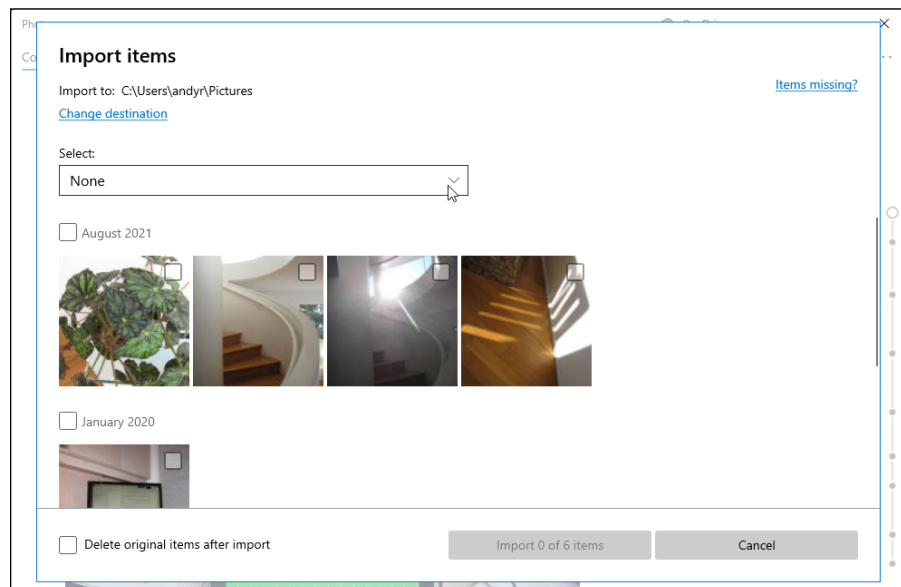 Import items
Import to: C:\Users\andyr\Pictures
Items missing?
Change destination
Select:
None
August 2021
January 2020
Delete original items after import
Import 0 of 6 items
Cancel